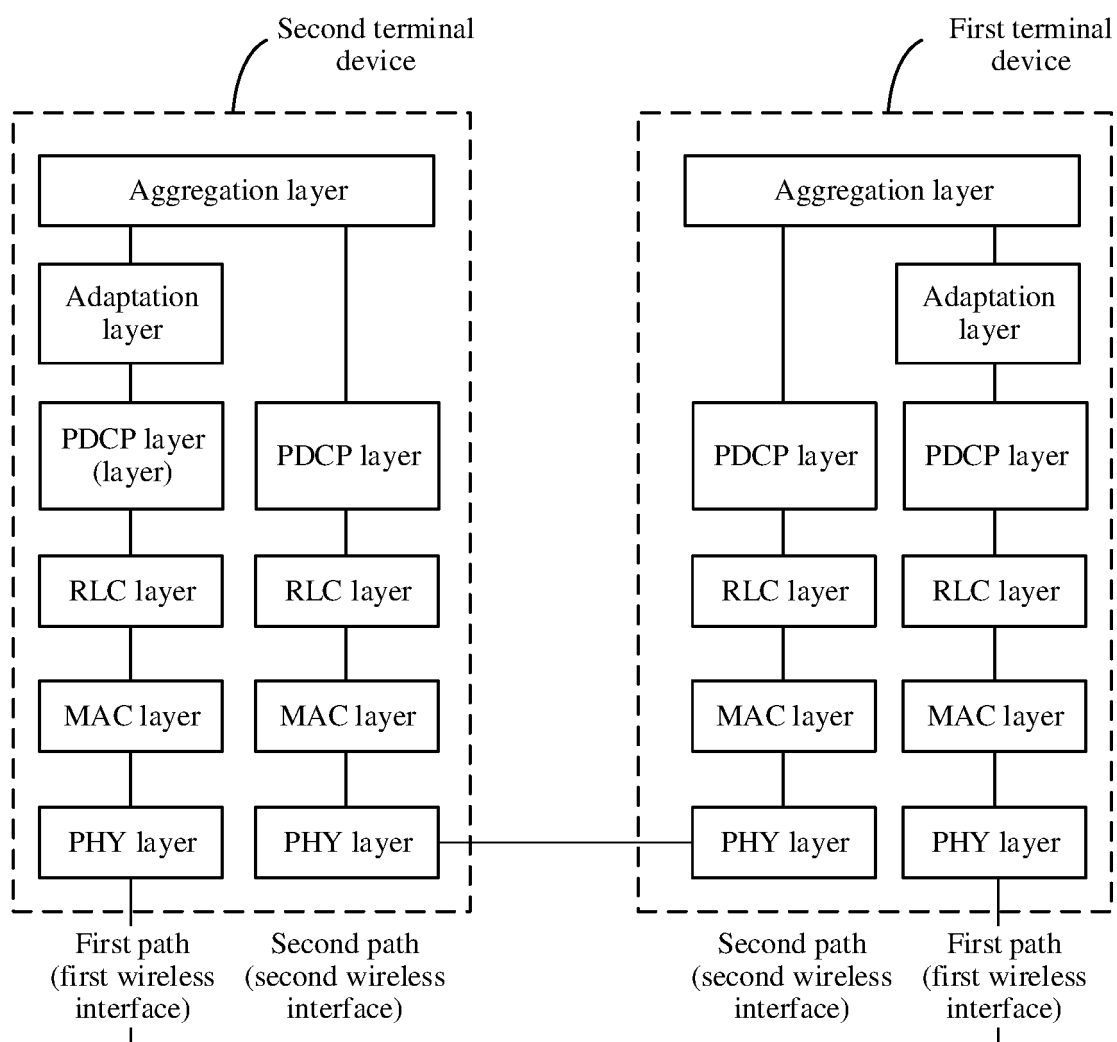 Second terminal
device
First terminal
device
Aggregation layer
Aggregation layer
Adaptation
layer
Adaptation
layer
PDCP layer
(layer)
PDCP layer
PDCP layer
PDCP layer
RLC layer
RLC layer
RLC layer
RLC layer
MAC layer
MAC layer
MAC layer
MAC layer
PHY layer
PHY layer
PHY layer
PHY layer
First path
(first wireless
interface)
Second path
(second wireless
interface)
Second path
(second wireless
interface)
First path
(first wireless
interface)